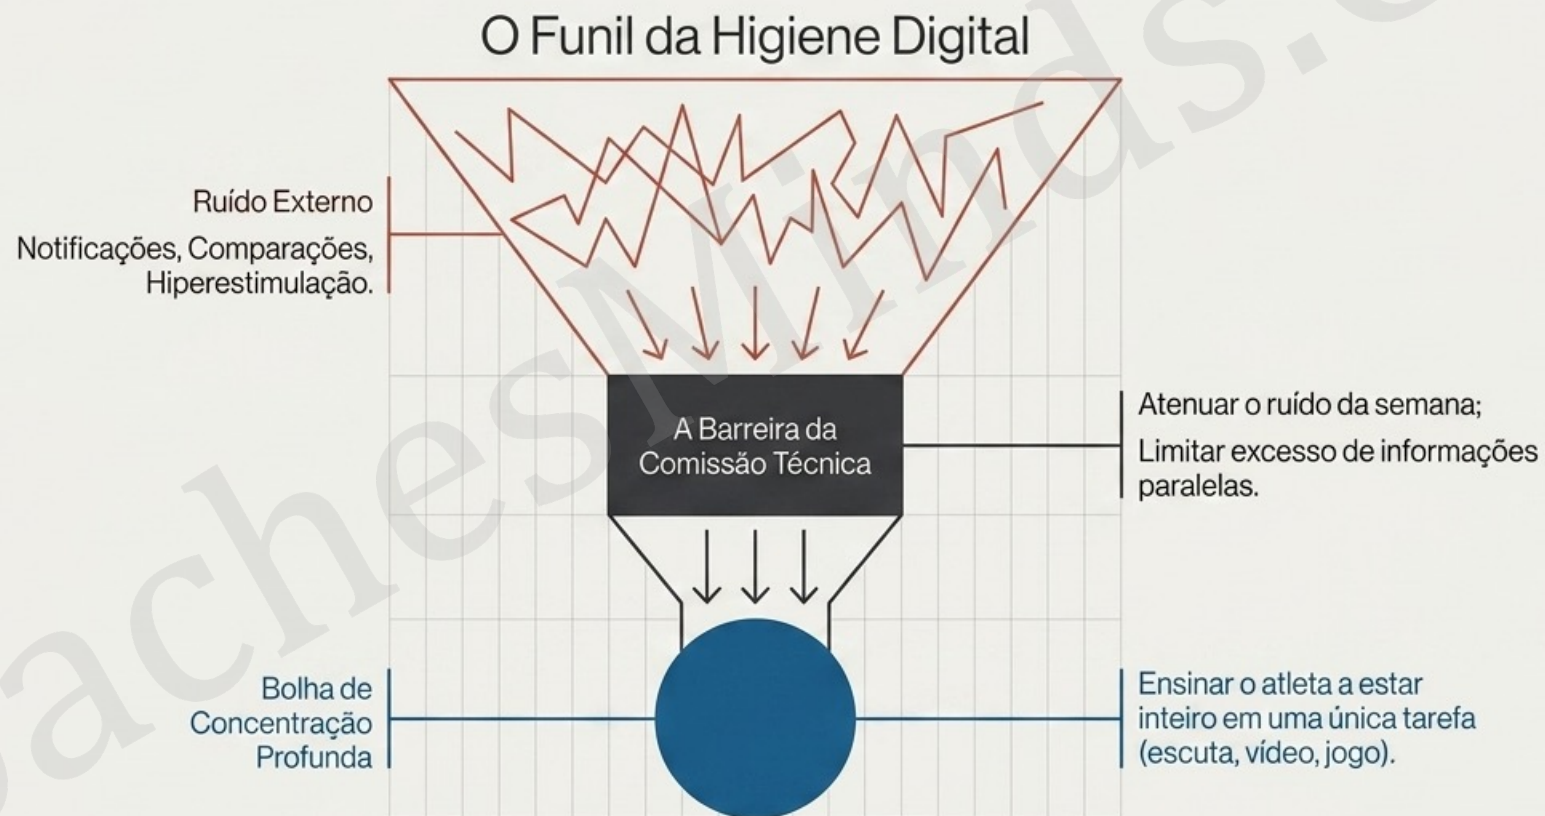 O Funil da Higiene Digital
Ruído Externo
Notificações, Comparações,
Hiperestimulação.
A Barreira da
Comissão Técnica
Atenuar o ruído da semana;
Limitar excesso de informações
paralelas.
Bolha de
Concentração
Profunda
Ensinar o atleta a estar
inteiro em uma única tarefa
(escuta, vídeo, jogo).
achesMinds.